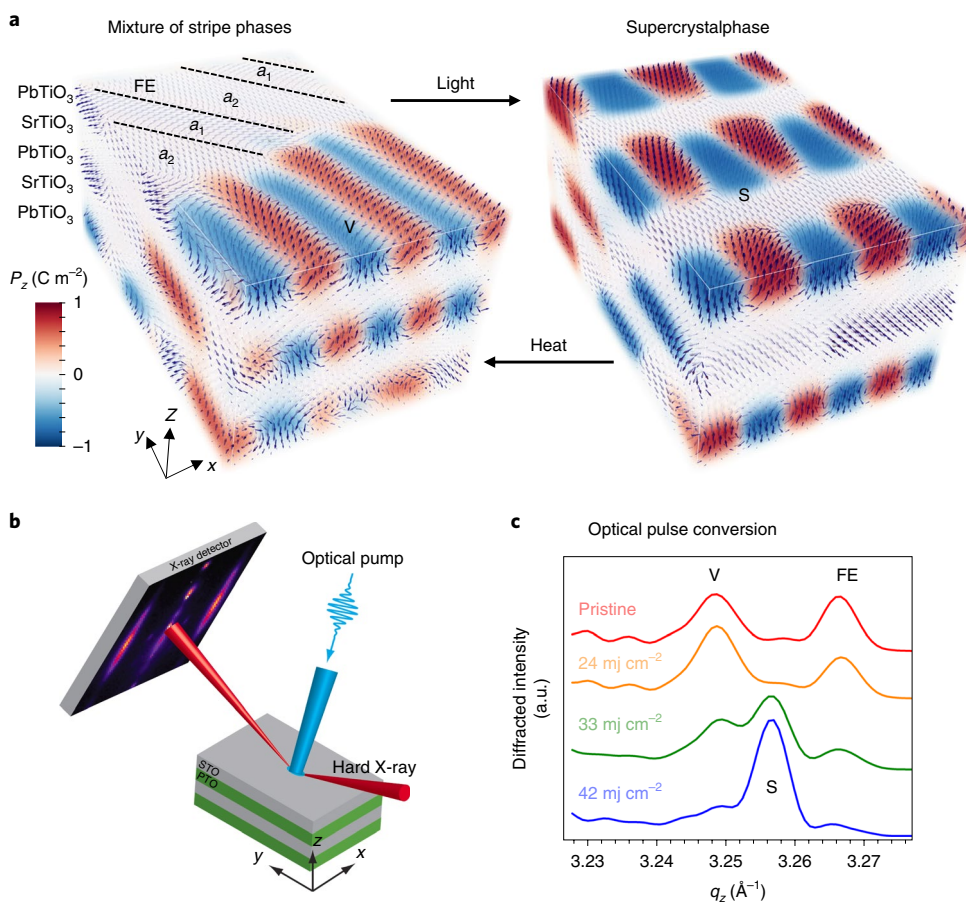 a
Mixture of stripe phases
Supercrystalphase
FE
a1
a2
a1
a2
V
PbTiO3
SrTiO3
PbTiO3
SrTiO3
PbTiO3
Light
S
Heat
Pz (C m−2)
1
0
−1
Z
y
x
b
X-ray detector
Optical pump
Hard X-ray
STO
PTO
z
y
x
c
Optical pulse conversion
V
FE
Pristine
24 mj cm−2
33 mj cm−2
S
42 mj cm−2
Diffracted intensity
(a.u.)
3.23
3.24
3.25
3.26
3.27
qz (Å−1)